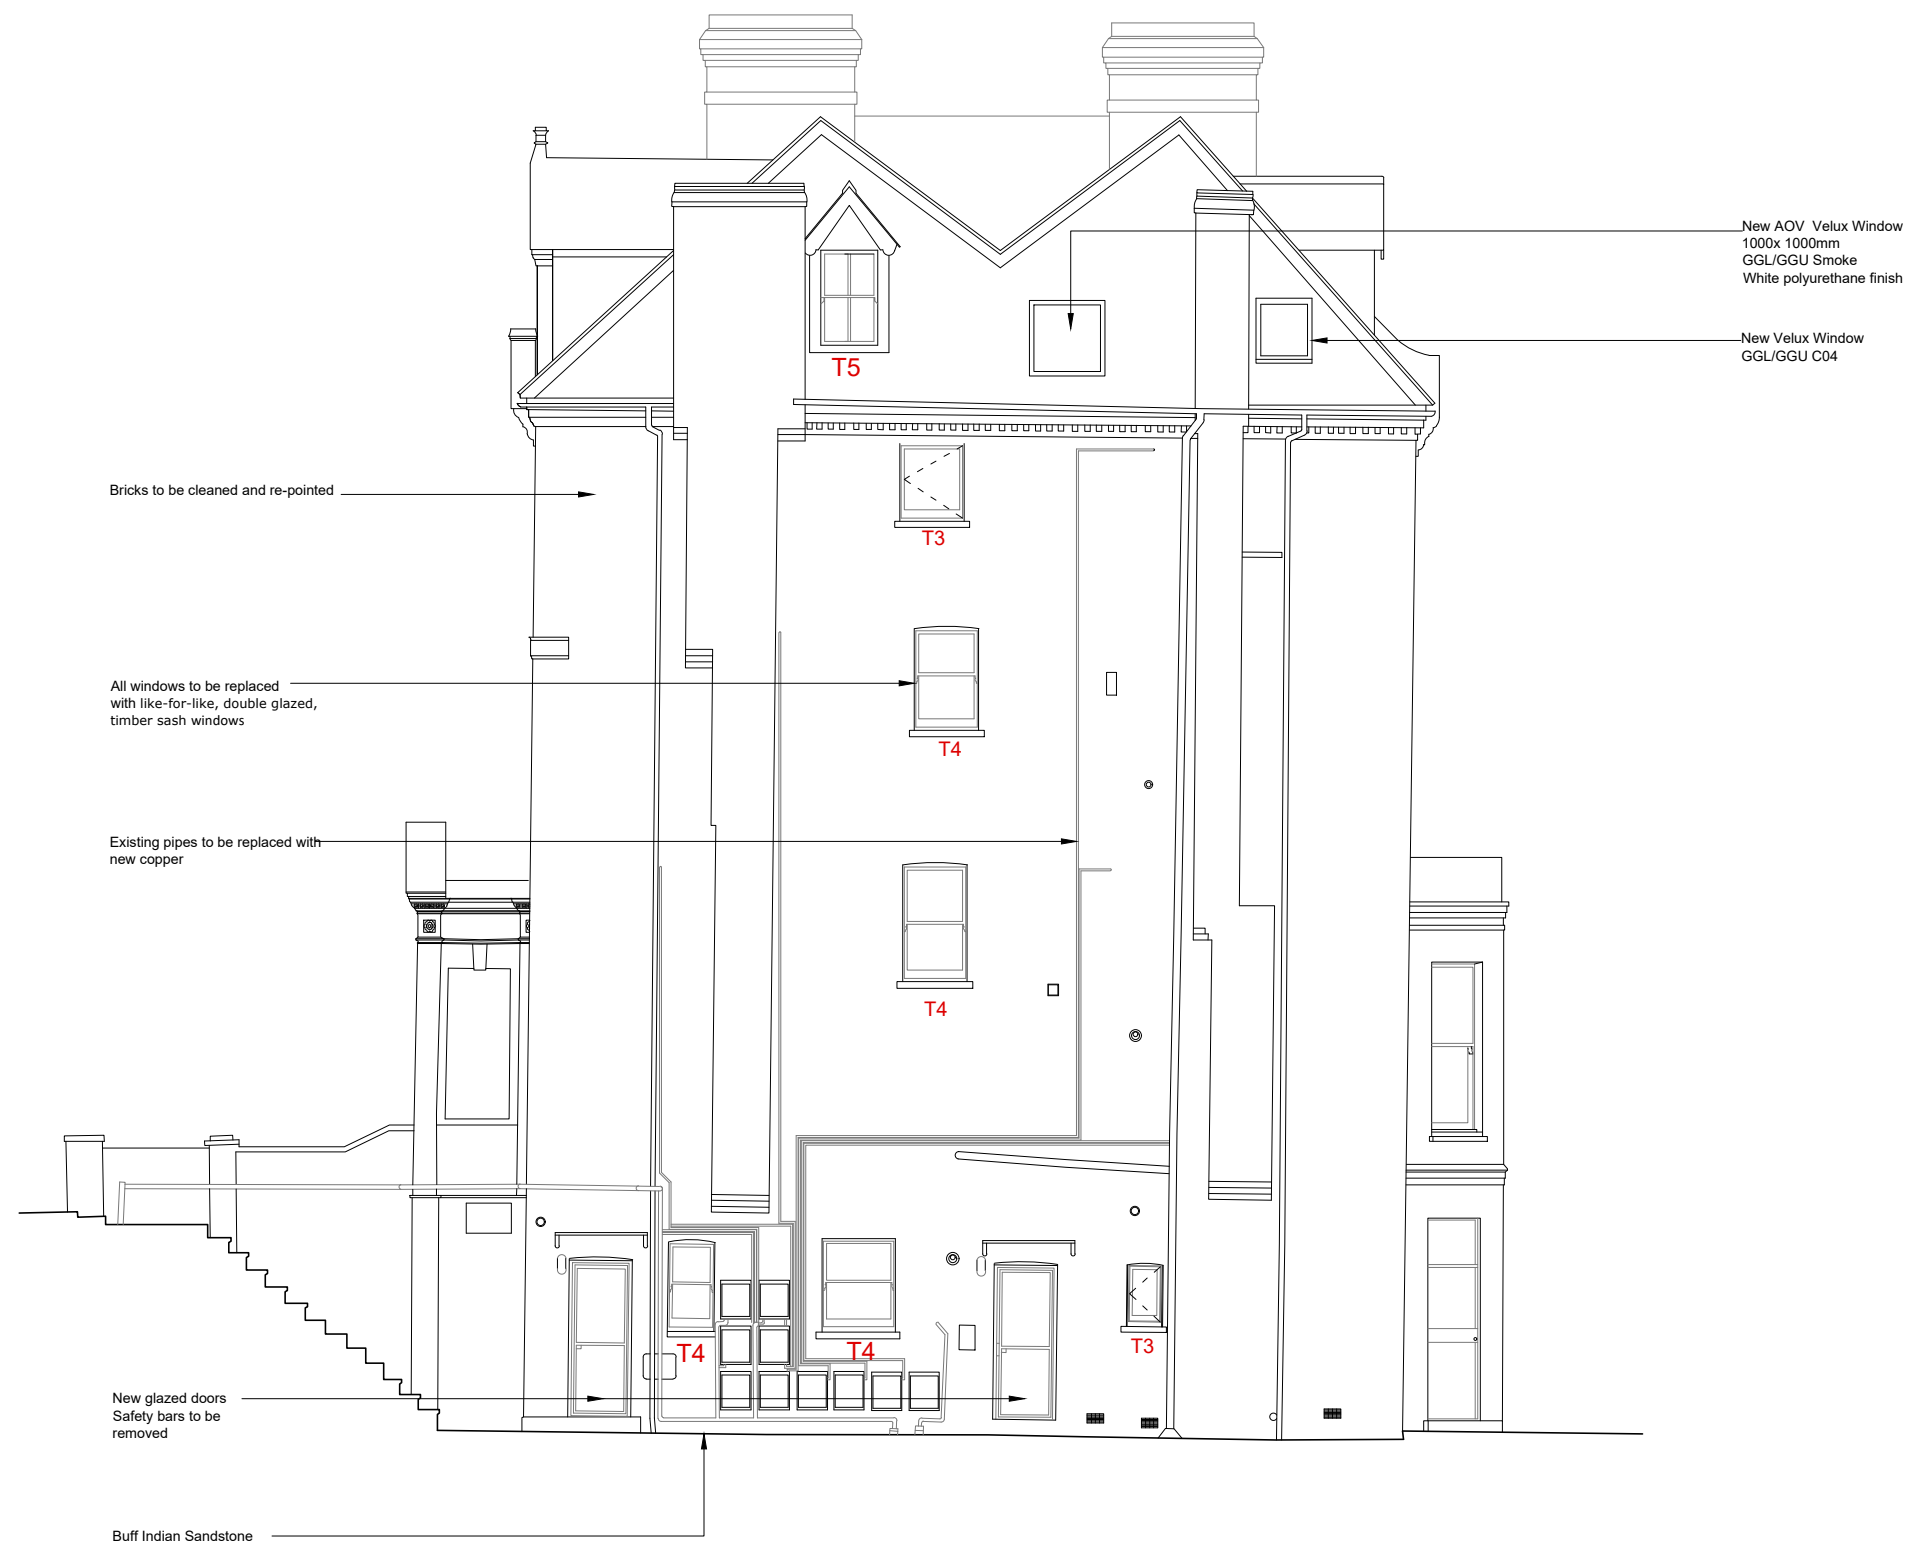 New AOV  Velux Window
1000x 1000mm
GGL/GGU Smoke
White polyurethane finish
New Velux Window
GGL/GGU C04
T5
Bricks to be cleaned and re-pointed
T3
All windows to be replaced
with like-for-like, double glazed,
timber sash windows
T4
Existing pipes to be replaced with
new copper
T4
T4
T4
T3
New glazed doors
Safety bars to be
removed
Buff Indian Sandstone